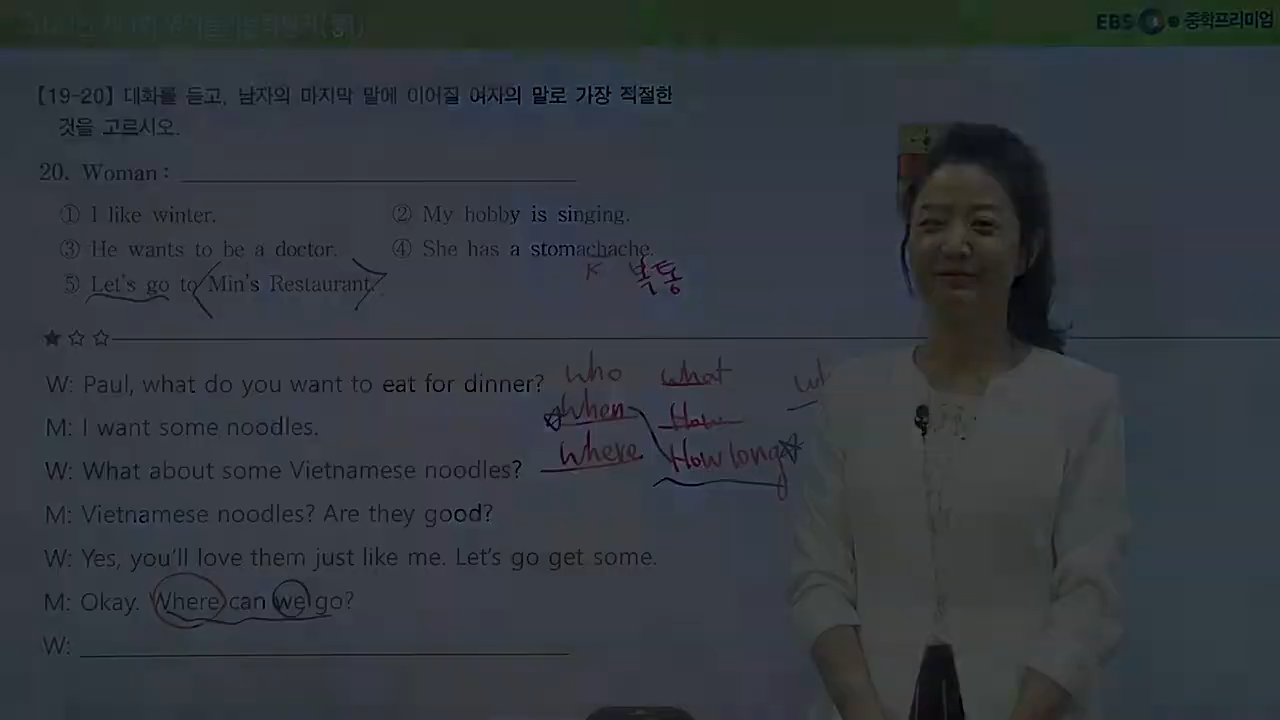 EBS 중학프리미엄
[19-20] 대화를 듣고, 남자의 마지막 말에 이어질 여자의 말로 가장 적절한
것을 고르시오.
20. Woman :
① I like winter. ② My hobby is singing.
③ He wants to be a doctor. ④ She has a stomachache.
K 복통
⑤ Let's go to Min's Restaurant.
★☆☆
W: Paul, what do you want to eat for dinner? who what
M: I want some noodles. when How
W: What about some Vietnamese noodles? where How long
M: Vietnamese noodles? Are they good?
W: Yes, you'll love them just like me. Let's go get some.
M: Okay. Where can we go?
W: